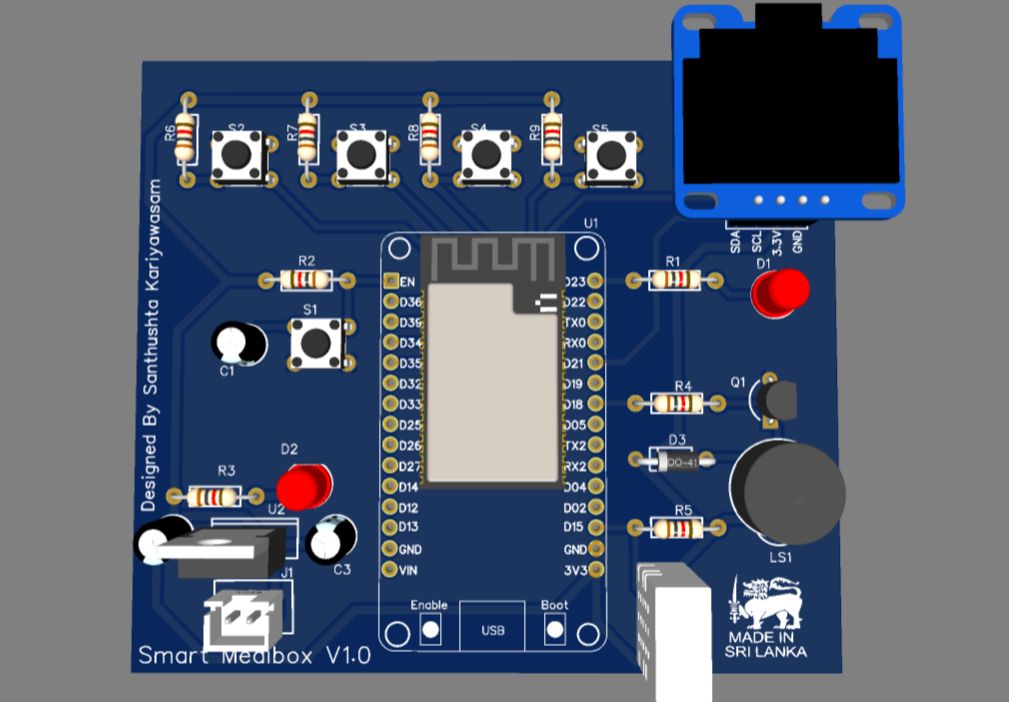 R6
S2
R7
S3
R8
S4
R9
S5
U1
SDA
SCL
3.3V
GND
R2
R1
D1
S1
C1
Designed By Santhushta Kariyawasam
EN
D36
D39
D34
D35
D32
D33
D25
D26
D27
D14
D12
D13
GND
VIN
D23
D22
TX0
RX0
D21
D19
D18
D05
TX2
RX2
D04
D02
D15
GND
3V3
R4
Q1
D3
DO-41
R5
LS1
D2
R3
U2
C3
J1
Enable
USB
Boot
Smart Medibox V1.0
MADE IN
SRI LANKA